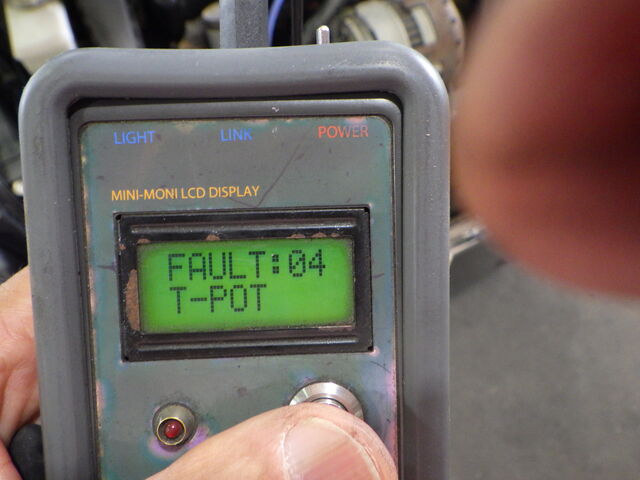 LIGHT LINK POWER
MINI-MONI LCD DISPLAY
FAULT:04
T-POT